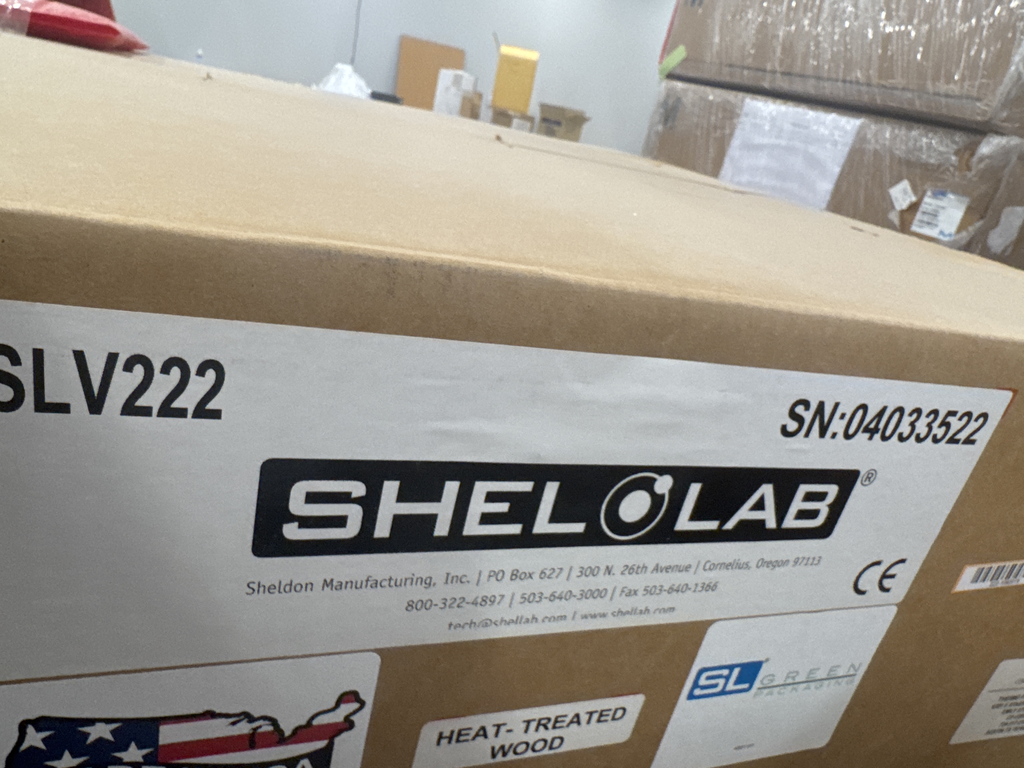 SLV222
SN:04033522
SHEL LAB®
Sheldon Manufacturing, Inc. | PO Box 627 | 300 N. 26th Avenue | Cornelius, Oregon 97113
800-322-4897 | 503-640-3000 | Fax 503-640-1366
tech@shellab.com | www.shellab.com
CE
SL GREEN
PACKAGING
HEAT- TREATED
WOOD